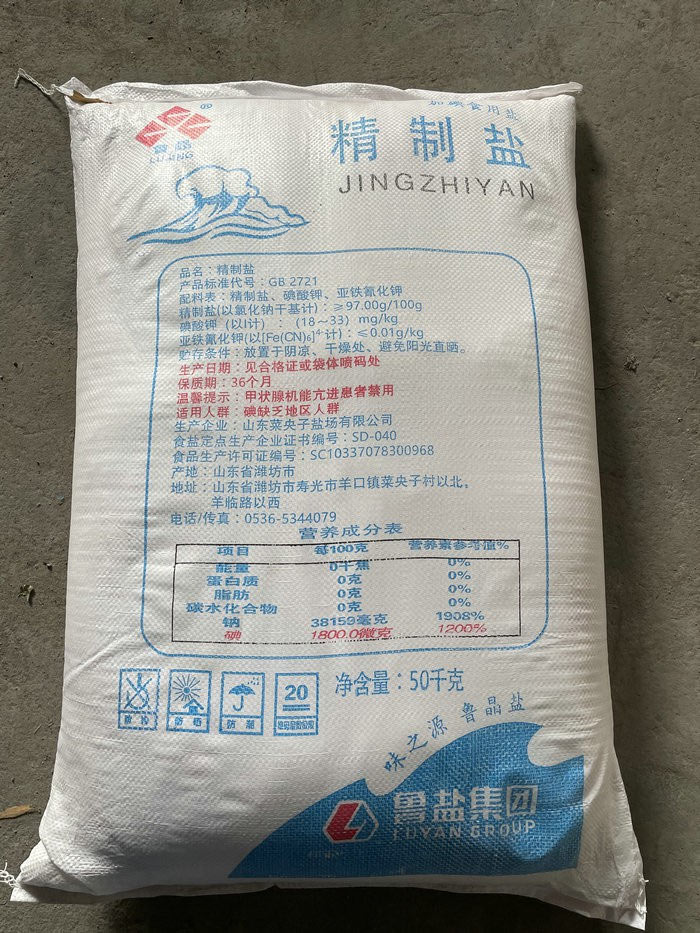 加碘食用盐
®
鲁晶
LUJING
精制盐
JINGZHIYAN
品名：精制盐
产品标准代号：GB 2721
配料表：精制盐、碘酸钾、亚铁氰化钾
精制盐(以氯化钠干基计)：≥97.00g/100g
碘酸钾（以I计）：(18~33) mg/kg
亚铁氰化钾(以[Fe(CN)₆]⁴⁻计)：≤0.01g/kg
贮存条件：放置于阴凉、干燥处、避免阳光直晒。
生产日期：见合格证或袋体喷码处
保质期：36个月
温馨提示：甲状腺机能亢进患者禁用
适用人群：碘缺乏地区人群
生产企业：山东菜央子盐场有限公司
食盐定点生产企业证书编号：SD-040
食品生产许可证编号：SC10337078300968
产地：山东省潍坊市
地址：山东省潍坊市寿光市羊口镇菜央子村以北。
羊临路以西
电话/传真：0536-5344079
营养成分表
项目 每100克 营养素参考值%
能量 0千焦 0%
蛋白质 0克 0%
脂肪 0克 0%
碳水化合物 0克 0%
钠 38159毫克 1908%
碘 1800.0微克 1200%
防晒
防潮
20
净含量：50千克
味之源 鲁晶盐
鲁盐集团
LUYAN GROUP